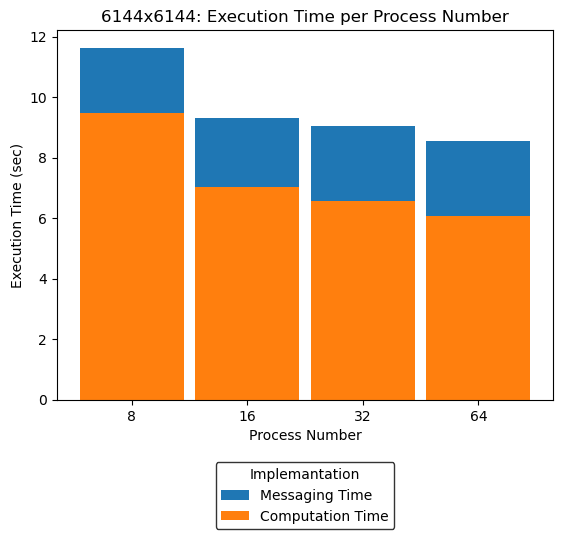 6144x6144: Execution Time per Process Number
12
10
8
6
4
2
0
Execution Time (sec)
8 16 32 64
Process Number
Implemantation
Messaging Time
Computation Time